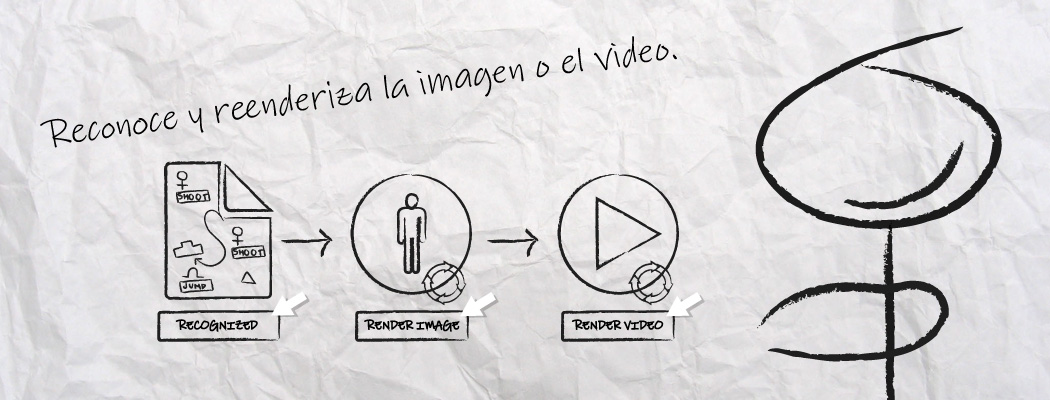 Reconoce y reenderiza la imagen o el video.
SHOOT
SHOOT
JUMP
RECOGNIZED
RENDER IMAGE
RENDER VIDEO